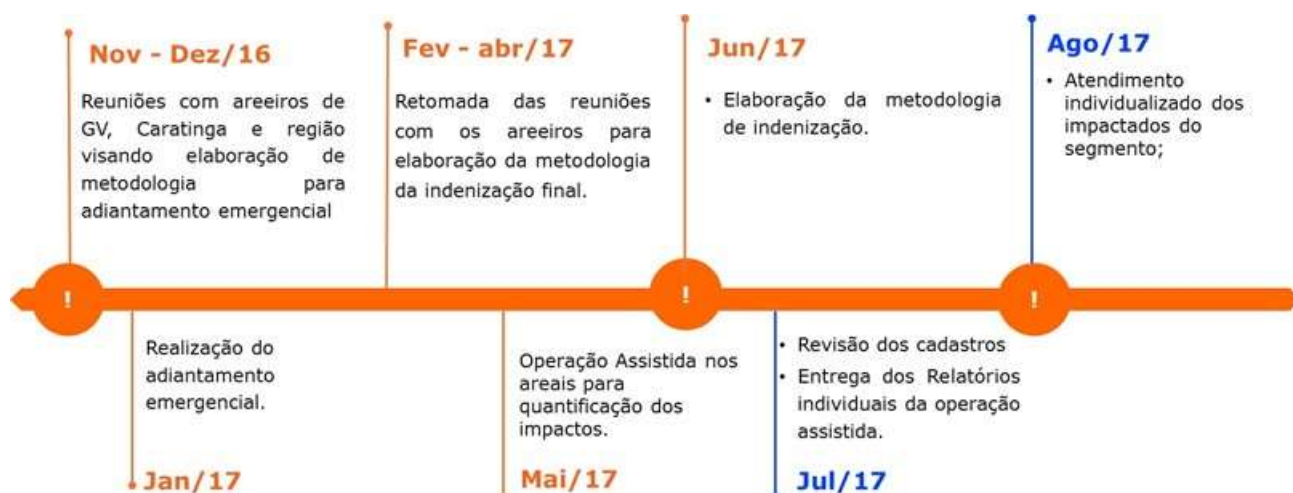 Nov - Dez/16
Reuniões com areeiros de
GV, Caratinga e região
visando elaboração de
metodologia para
adiantamento emergencial
Fev - abr/17
Retomada das reuniões
com os areeiros para
elaboração da metodologia
da indenização final.
Jun/17
• Elaboração da metodologia
de indenização.
Ago/17
• Atendimento
individualizado dos
impactados do
segmento;
!
!
!
Realização do
adiantamento
emergencial.
Jan/17
Operação Assistida nos
areais para
quantificação dos
impactos.
Mai/17
• Revisão dos cadastros
• Entrega dos Relatórios
individuais da operação
assistida.
Jul/17